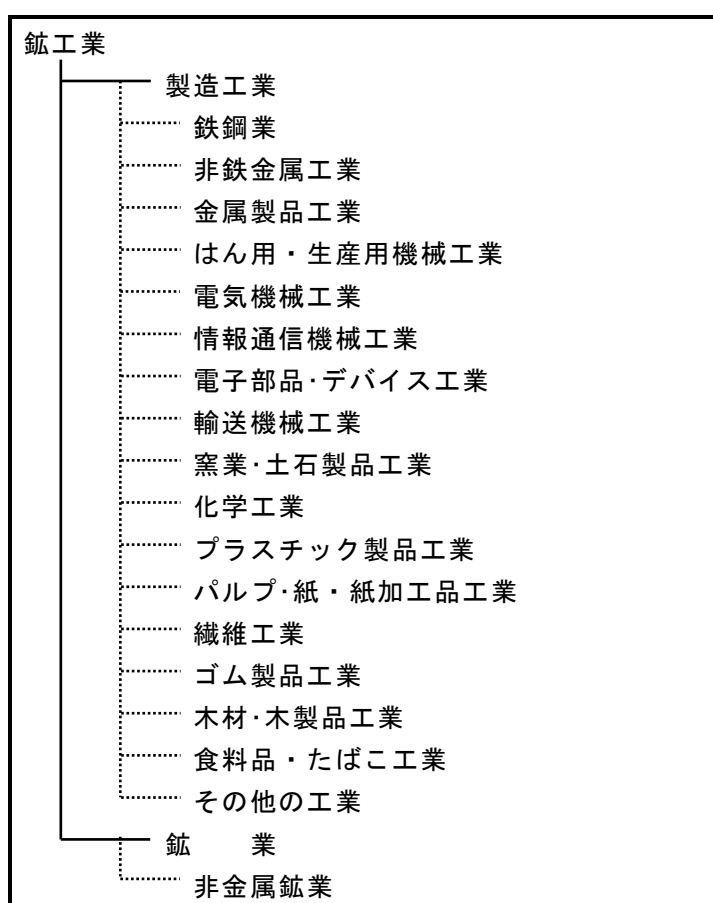 鉱工業
製造工業
鉄鋼業
非鉄金属工業
金属製品工業
はん用・生産用機械工業
電気機械工業
情報通信機械工業
電子部品･デバイス工業
輸送機械工業
窯業･土石製品工業
化学工業
プラスチック製品工業
パルプ･紙・紙加工品工業
繊維工業
ゴム製品工業
木材･木製品工業
食料品・たばこ工業
その他の工業
鉱　　業
非金属鉱業